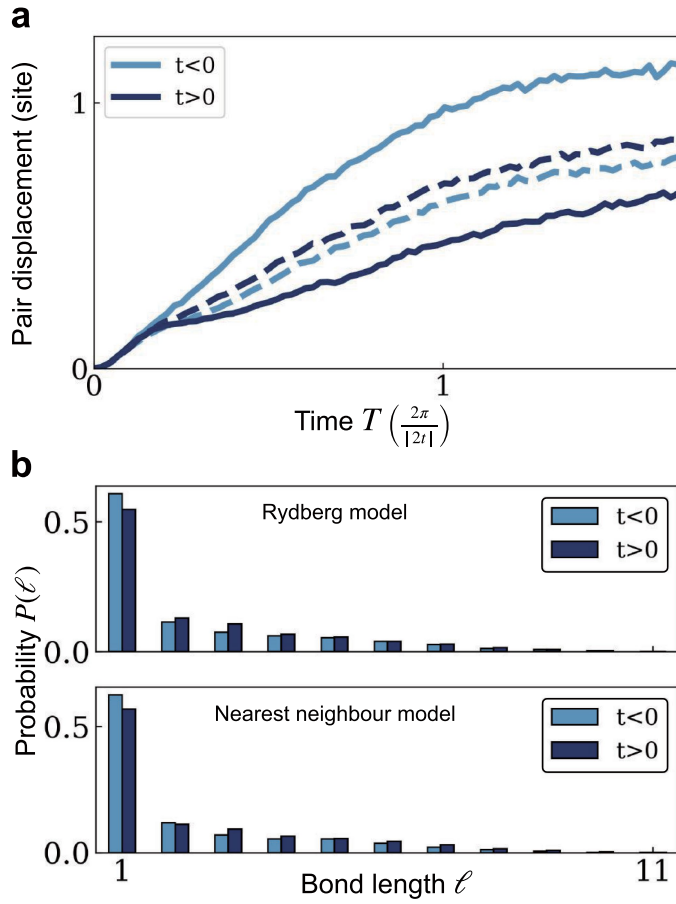 a
t<0
t>0
1
0
Pair displacement (site)
0 1
Time T (2π/|2t|)
b
Rydberg model
t<0
t>0
0.5
0.0
Probability P(ℓ)
Nearest neighbour model
t<0
t>0
0.5
0.0
1 11
Bond length ℓ